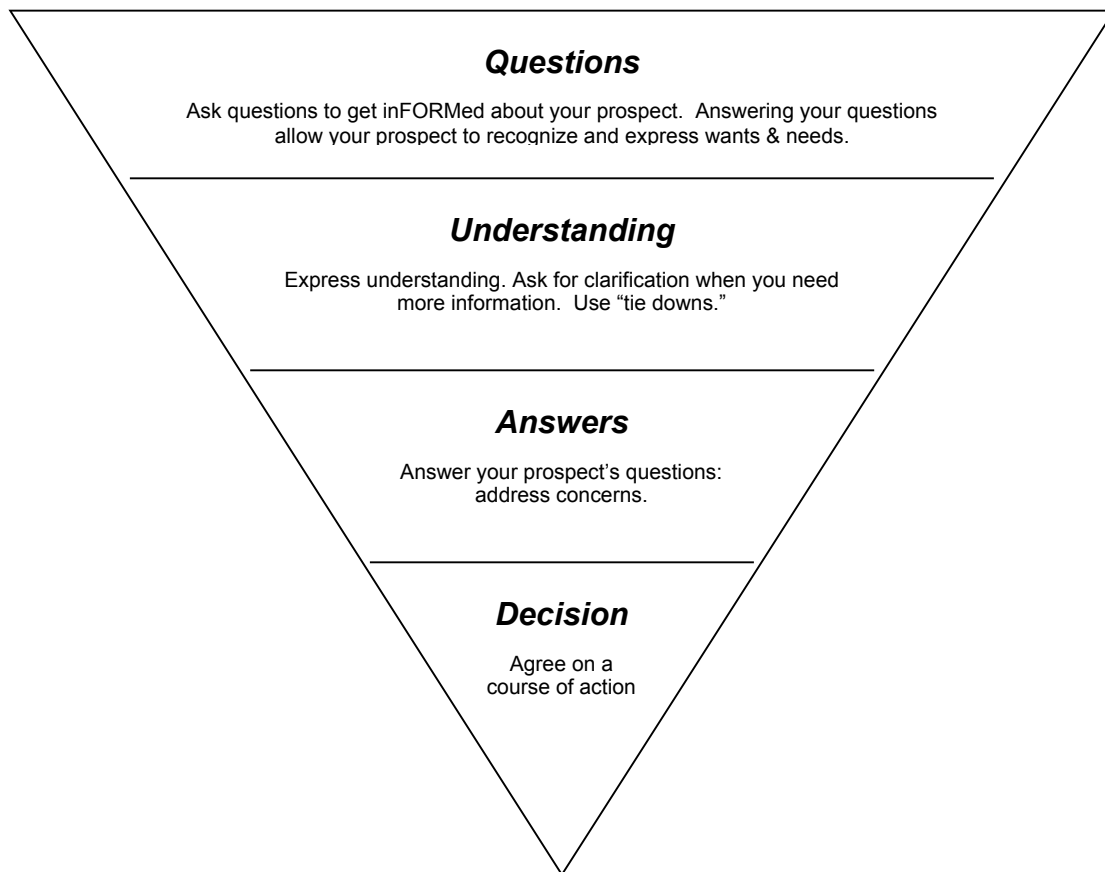 Questions
Ask questions to get inFORMed about your prospect.  Answering your questions
allow your prospect to recognize and express wants & needs.
Understanding
Express understanding. Ask for clarification when you need
more information.  Use “tie downs.”
Answers
Answer your prospect’s questions:
address concerns.
Decision
Agree on a
course of action